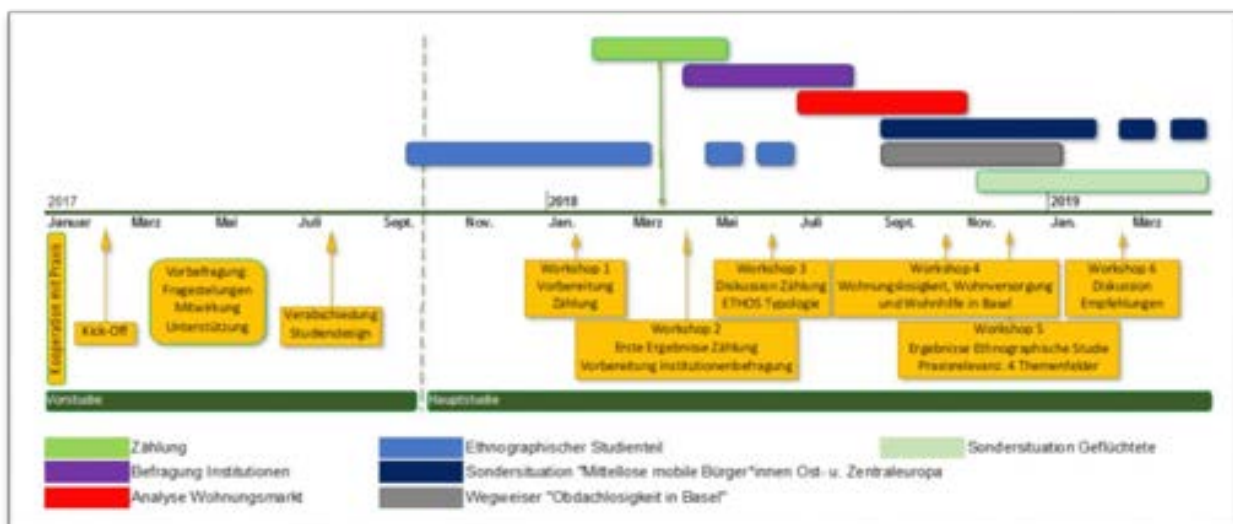 2017
2018
2019
Januar März Mai Juli Sept. Nov. Jan. März Mai Juli Sept. Nov. Jan. März
Kooperation mit Praxis
Kick-Off
Vorbefragung
Fragestellungen
Mitwirkung
Unterstützung
Verabschiedung
Studiendesign
Workshop 1
Vorbereitung
Zählung
Workshop 2
Erste Ergebnisse Zählung
Vorbereitung Institutionenbefragung
Workshop 3
Diskussion Zählung
ETHOS Typologie
Workshop 4
Wohnungslosigkeit, Wohnversorgung
und Wohnhilfe in Basel
Workshop 5
Ergebnisse Ethnographische Studie
Praxisrelevanz: 4 Themenfelder
Workshop 6
Diskussion
Empfehlungen
Vorstudie
Hauptstudie
Zählung
Befragung Institutionen
Analyse Wohnungsmarkt
Ethnographischer Studienteil
Sondersituation "Mittellose mobile Bürger*innen Ost- u. Zentraleuropa
Wegweiser "Obdachlosigkeit in Basel"
Sondersituation Geflüchtete